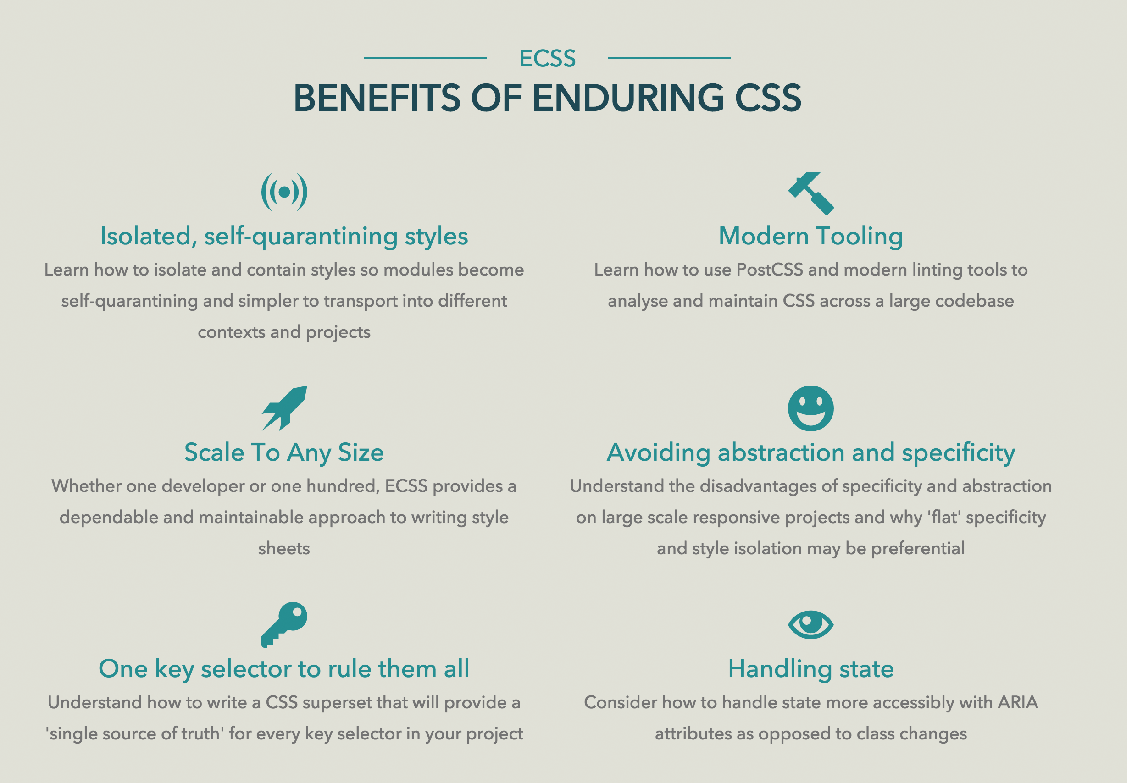 ECSS
BENEFITS OF ENDURING CSS
Isolated, self-quarantining styles
Learn how to isolate and contain styles so modules become
self-quarantining and simpler to transport into different
contexts and projects
Modern Tooling
Learn how to use PostCSS and modern linting tools to
analyse and maintain CSS across a large codebase
Scale To Any Size
Whether one developer or one hundred, ECSS provides a
dependable and maintainable approach to writing style
sheets
Avoiding abstraction and specificity
Understand the disadvantages of specificity and abstraction
on large scale responsive projects and why 'flat' specificity
and style isolation may be preferential
One key selector to rule them all
Understand how to write a CSS superset that will provide a
'single source of truth' for every key selector in your project
Handling state
Consider how to handle state more accessibly with ARIA
attributes as opposed to class changes